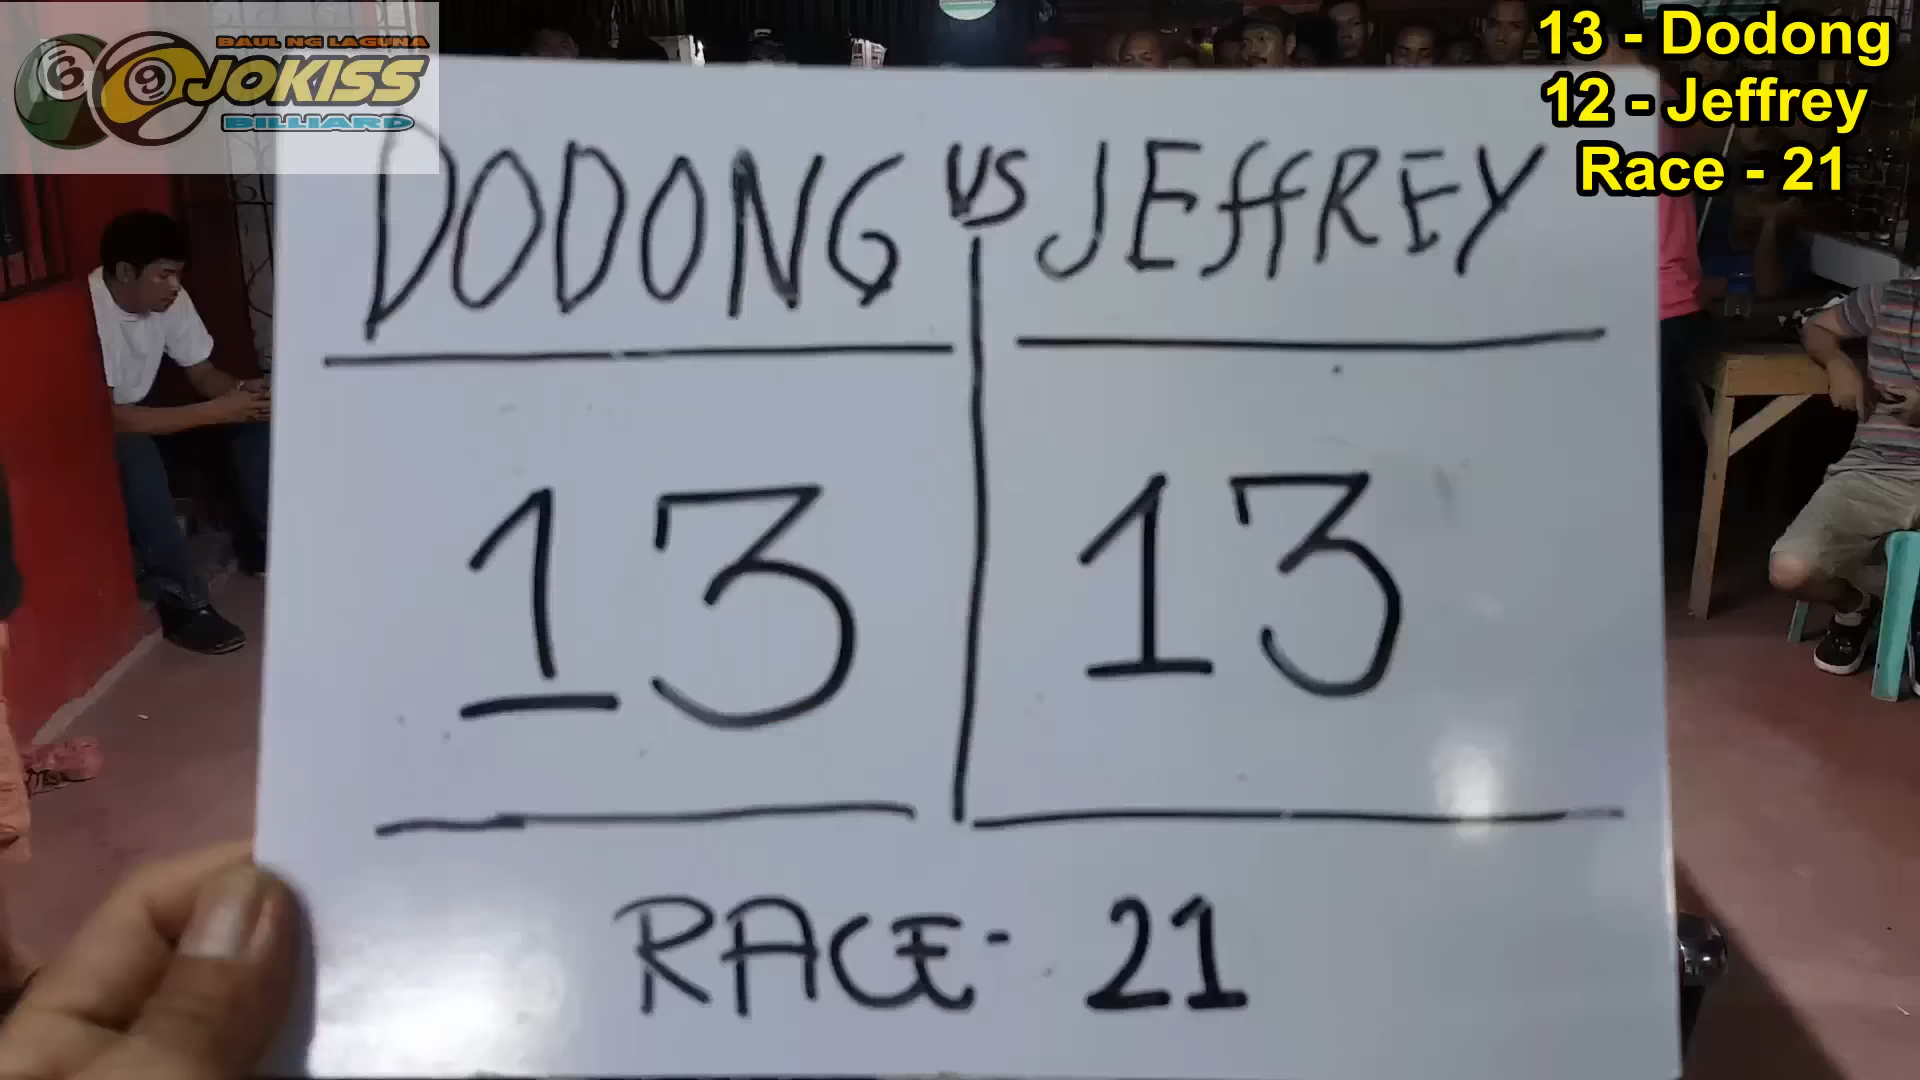 BAUL NG LAGUNA
JOKISS
BILLIARD
13 - Dodong
12 - Jeffrey
Race - 21
DODONG VS JEffREY
13 13
RACE - 21